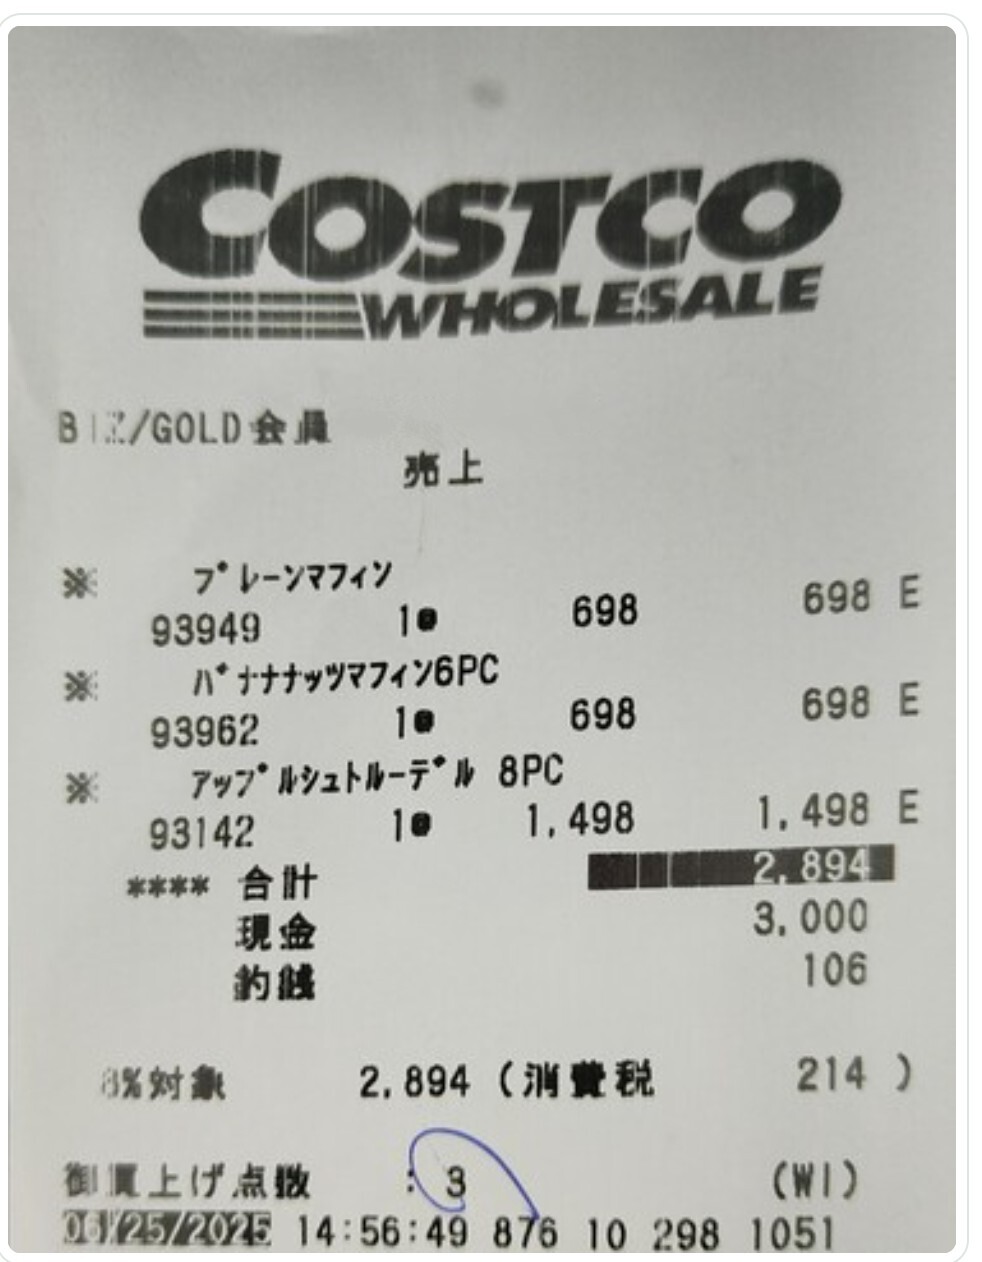 COSTCO
WHOLESALE
BIZ/GOLD会員
売上
※ プレーンマフィン
93949 1@ 698 698 E
※ バナナナッツマフィン6PC
93962 1@ 698 698 E
※ アップルシュトルーデル 8PC
93142 1@ 1,498 1,498 E
**** 合計 2,894
現金 3,000
釣銭 106
8%対象 2,894 (消費税 214 )
御買上げ点数 : 3 (WI)
06/25/2025 14:56:49 876 10 298 1051